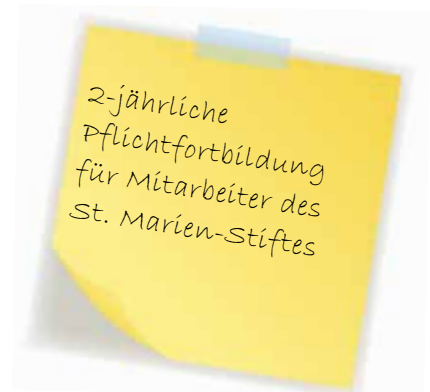 2-jährliche
Pflichtfortbildung
für Mitarbeiter des
St. Marien-Stiftes